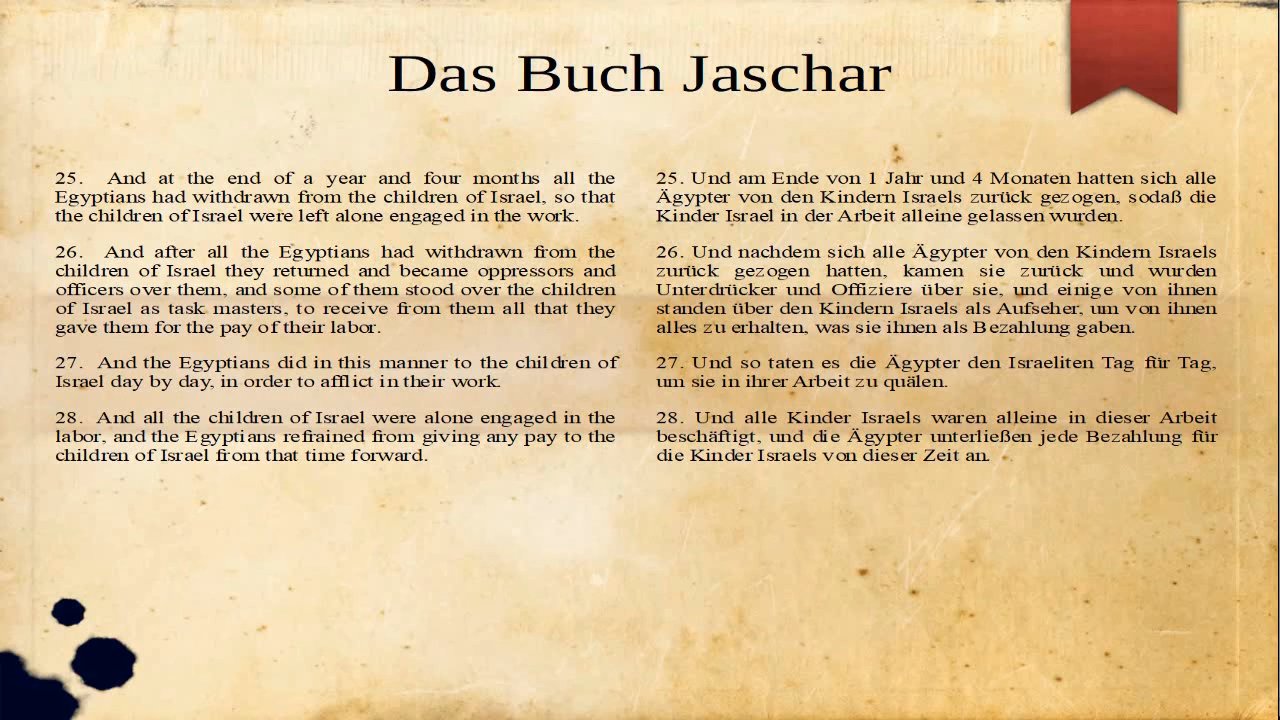 Das Buch Jaschar
25. And at the end of a year and four months all the
Egyptians had withdrawn from the children of Israel, so that
the children of Israel were left alone engaged in the work.
26. And after all the Egyptians had withdrawn from the
children of Israel they returned and became oppressors and
officers over them, and some of them stood over the children
of Israel as task masters, to receive from them all that they
gave them for the pay of their labor.
27. And the Egyptians did in this manner to the children of
Israel day by day, in order to afflict in their work.
28. And all the children of Israel were alone engaged in the
labor, and the Egyptians refrained from giving any pay to the
children of Israel from that time forward.
25. Und am Ende von 1 Jahr und 4 Monaten hatten sich alle
Ägypter von den Kindern Israels zurück gezogen, sodaß die
Kinder Israel in der Arbeit alleine gelassen wurden.
26. Und nachdem sich alle Ägypter von den Kindern Israels
zurück gezogen hatten, kamen sie zurück und wurden
Unterdrücker und Offiziere über sie, und einige von ihnen
standen über den Kindern Israels als Aufseher, um von ihnen
alles zu erhalten, was sie ihnen als Bezahlung gaben.
27. Und so taten es die Ägypter den Israeliten Tag für Tag,
um sie in ihrer Arbeit zu quälen.
28. Und alle Kinder Israels waren alleine in dieser Arbeit
beschäftigt, und die Ägypter unterließen jede Bezahlung für
die Kinder Israels von dieser Zeit an.